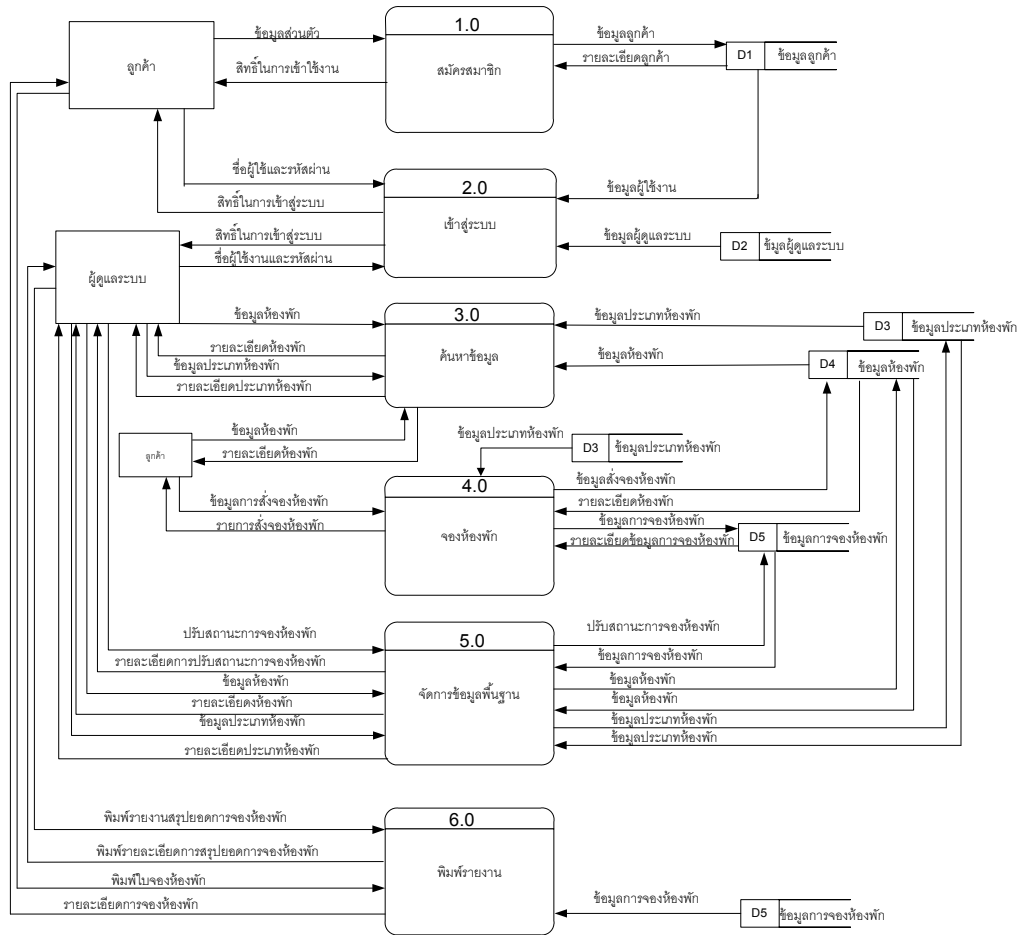 1.0
ข้อมูลส่วนตัว
ข้อมูลลูกค้า
ลูกค้า
สมัครสมาชิก
รายละเอียดลูกค้า
D1 ข้อมูลลูกค้า
สิทธิ์ในการเข้าใช้งาน
ชื่อผู้ใช้และรหัสผ่าน
2.0
ข้อมูลผู้ใช้งาน
สิทธิ์ในการเข้าสู่ระบบ
เข้าสู่ระบบ
สิทธิ์ในการเข้าสู่ระบบ
ข้อมูลผู้ดูแลระบบ
D2 ข้มูลผู้ดูแลระบบ
ชื่อผู้ใช้งานและรหัสผ่าน
ผู้ดูแลระบบ
ข้อมูลห้องพัก
3.0
ข้อมูลประเภทห้องพัก
D3 ข้อมูลประเภทห้องพัก
รายละเอียดห้องพัก
ค้นหาข้อมูล
ข้อมูลห้องพัก
D4 ข้อมูลห้องพัก
ข้อมูลประเภทห้องพัก
รายละเอียดประเภทห้องพัก
ข้อมูลห้องพัก
ข้อมูลประเภทห้องพัก
D3 ข้อมูลประเภทห้องพัก
ลูกค้า
รายละเอียดห้องพัก
4.0
ข้อมูลสั่งจองห้องพัก
ข้อมูลการสั่งจองห้องพัก
รายละเอียดห้องพัก
รายการสั่งจองห้องพัก
ข้อมูลการจองห้องพัก
จองห้องพัก
รายละเอียดข้อมูลการจองห้องพัก
D5 ข้อมูลการจองห้องพัก
ปรับสถานะการจองห้องพัก
5.0
ปรับสถานะการจองห้องพัก
รายละเอียดการปรับสถานะการจองห้องพัก
ข้อมูลการจองห้องพัก
ข้อมูลห้องพัก
จัดการข้อมูลพื้นฐาน
ข้อมูลห้องพัก
รายละเอียดห้องพัก
ข้อมูลห้องพัก
ข้อมูลประเภทห้องพัก
ข้อมูลประเภทห้องพัก
รายละเอียดประเภทห้องพัก
ข้อมูลประเภทห้องพัก
6.0
พิมพ์รายงานสรุปยอดการจองห้องพัก
พิมพ์รายละเอียดการสรุปยอดการจองห้องพัก
พิมพ์รายงาน
พิมพ์ใบจองห้องพัก
รายละเอียดการจองห้องพัก
ข้อมูลการจองห้องพัก
D5 ข้อมูลการจองห้องพัก